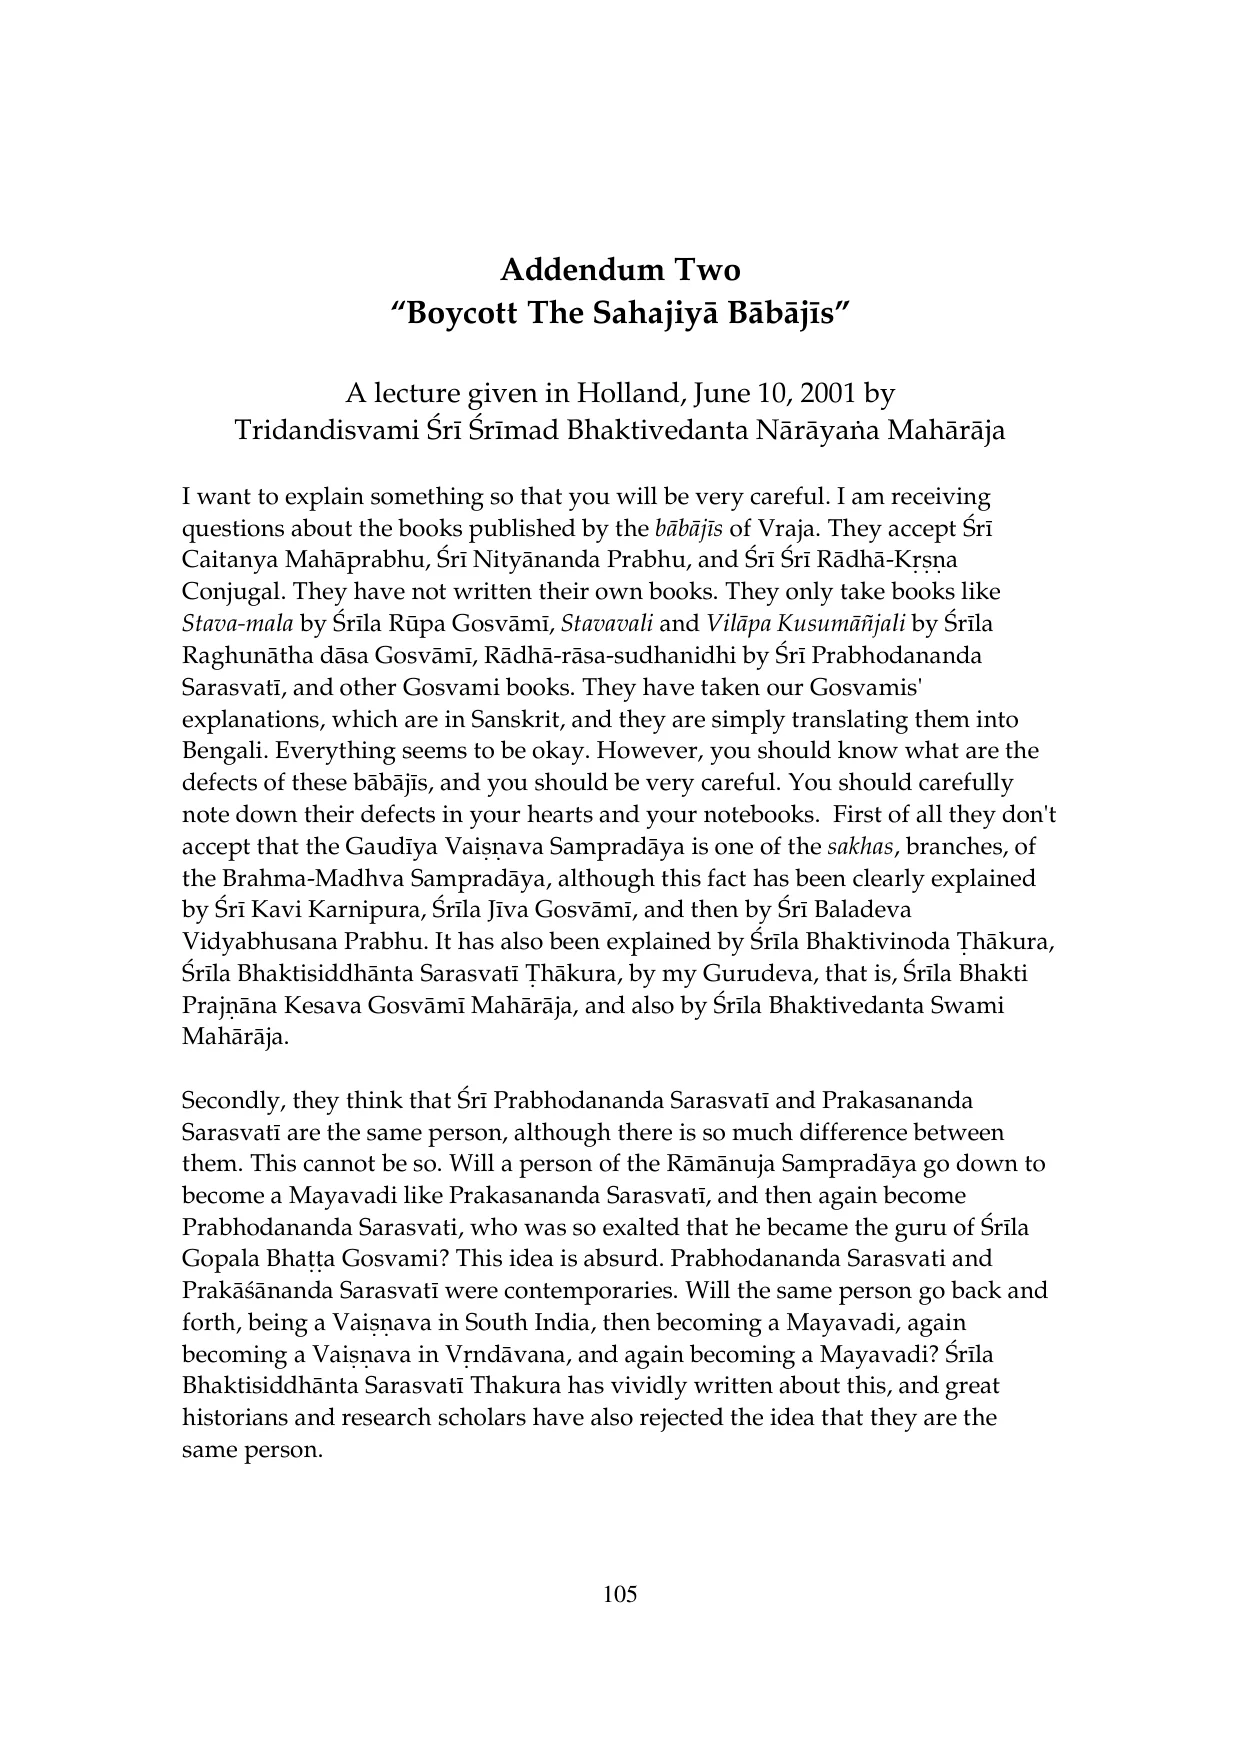 Addendum Two
“Boycott The Sahajiyā Bābājīs”
A lecture given in Holland, June 10, 2001 by
Tridandisvami Śrī Śrīmad Bhaktivedanta Nārāyaṅa Mahārāja
I want to explain something so that you will be very careful. I am receiving
questions about the books published by the bābājīs of Vraja. They accept Śrī
Caitanya Mahāprabhu, Śrī Nityānanda Prabhu, and Śrī Śrī Rādhā-Kṛṣṇa
Conjugal. They have not written their own books. They only take books like
Stava-mala by Śrīla Rūpa Gosvāmī, Stavavali and Vilāpa Kusumāñjali by Śrīla
Raghunātha dāsa Gosvāmī, Rādhā-rāsa-sudhanidhi by Śrī Prabhodananda
Sarasvatī, and other Gosvami books. They have taken our Gosvamis'
explanations, which are in Sanskrit, and they are simply translating them into
Bengali. Everything seems to be okay. However, you should know what are the
defects of these bābājīs, and you should be very careful. You should carefully
note down their defects in your hearts and your notebooks.  First of all they don't
accept that the Gaudīya Vaiṣṇava Sampradāya is one of the sakhas, branches, of
the Brahma-Madhva Sampradāya, although this fact has been clearly explained
by Śrī Kavi Karnipura, Śrīla Jīva Gosvāmī, and then by Śrī Baladeva
Vidyabhusana Prabhu. It has also been explained by Śrīla Bhaktivinoda Ṭhākura,
Śrīla Bhaktisiddhānta Sarasvatī Ṭhākura, by my Gurudeva, that is, Śrīla Bhakti
Prajṇāna Kesava Gosvāmī Mahārāja, and also by Śrīla Bhaktivedanta Swami
Mahārāja.
Secondly, they think that Śrī Prabhodananda Sarasvatī and Prakasananda
Sarasvatī are the same person, although there is so much difference between
them. This cannot be so. Will a person of the Rāmānuja Sampradāya go down to
become a Mayavadi like Prakasananda Sarasvatī, and then again become
Prabhodananda Sarasvati, who was so exalted that he became the guru of Śrīla
Gopala Bhaṭṭa Gosvami? This idea is absurd. Prabhodananda Sarasvati and
Prakāśānanda Sarasvatī were contemporaries. Will the same person go back and
forth, being a Vaiṣṇava in South India, then becoming a Mayavadi, again
becoming a Vaiṣṇava in Vṛndāvana, and again becoming a Mayavadi? Śrīla
Bhaktisiddhānta Sarasvatī Thakura has vividly written about this, and great
historians and research scholars have also rejected the idea that they are the
same person.
105